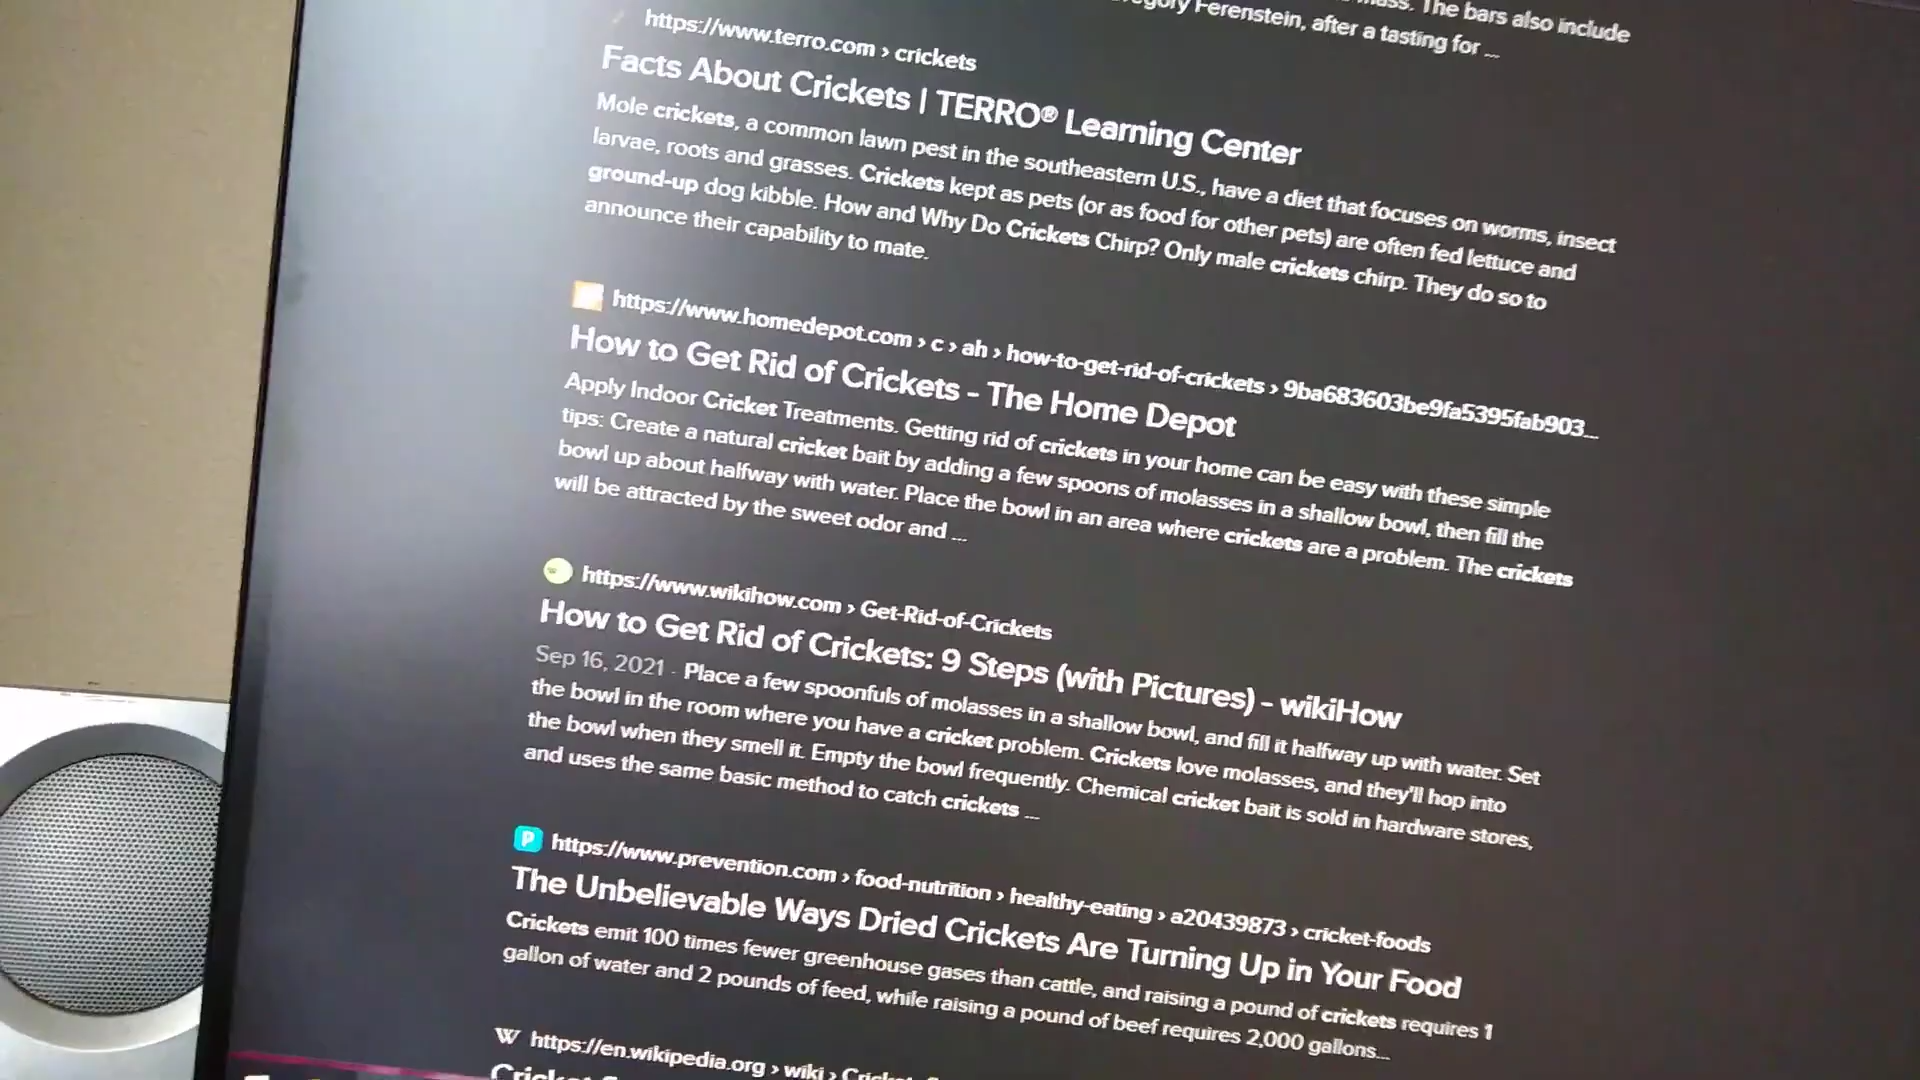 The bars also include
Ferenstein, after a tasting for ...
https://www.terro.com › crickets
Facts About Crickets | TERRO® Learning Center
Mole crickets, a common lawn pest in the southeastern U.S., have a diet that focuses on worms, insect
larvae, roots and grasses. Crickets kept as pets (or as food for other pets) are often fed lettuce and
ground-up dog kibble. How and Why Do Crickets Chirp? Only male crickets chirp. They do so to
announce their capability to mate.
https://www.homedepot.com › c › ah › how-to-get-rid-of-crickets › 9ba683603be9fa5395fab903...
How to Get Rid of Crickets - The Home Depot
Apply Indoor Cricket Treatments. Getting rid of crickets in your home can be easy with these simple
tips: Create a natural cricket bait by adding a few spoons of molasses in a shallow bowl, then fill the
bowl up about halfway with water. Place the bowl in an area where crickets are a problem. The crickets
will be attracted by the sweet odor and ...
https://www.wikihow.com › Get-Rid-of-Crickets
How to Get Rid of Crickets: 9 Steps (with Pictures) - wikiHow
Sep 16, 2021 · Place a few spoonfuls of molasses in a shallow bowl, and fill it halfway up with water. Set
the bowl in the room where you have a cricket problem. Crickets love molasses, and they'll hop into
the bowl when they smell it. Empty the bowl frequently. Chemical cricket bait is sold in hardware stores,
and uses the same basic method to catch crickets ...
P https://www.prevention.com › food-nutrition › healthy-eating › a20439873 › cricket-foods
The Unbelievable Ways Dried Crickets Are Turning Up in Your Food
Crickets emit 100 times fewer greenhouse gases than cattle, and raising a pound of crickets requires 1
gallon of water and 2 pounds of feed, while raising a pound of beef requires 2,000 gallons...
W https://en.wikipedia.org › wiki ›